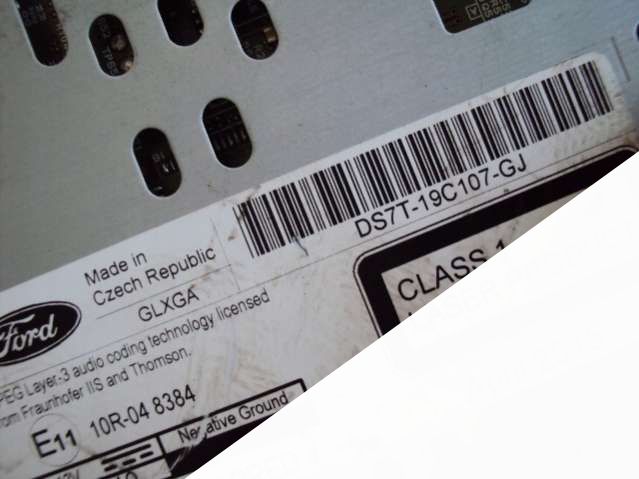 DS7T-19C107-GJ
Made in
Czech Republic
GLXGA
Ford
PEG Layer-3 audio coding technology licensed
from Fraunhofer IIS and Thomson.
E11 10R-04 8384
Negative Ground
CLASS 1